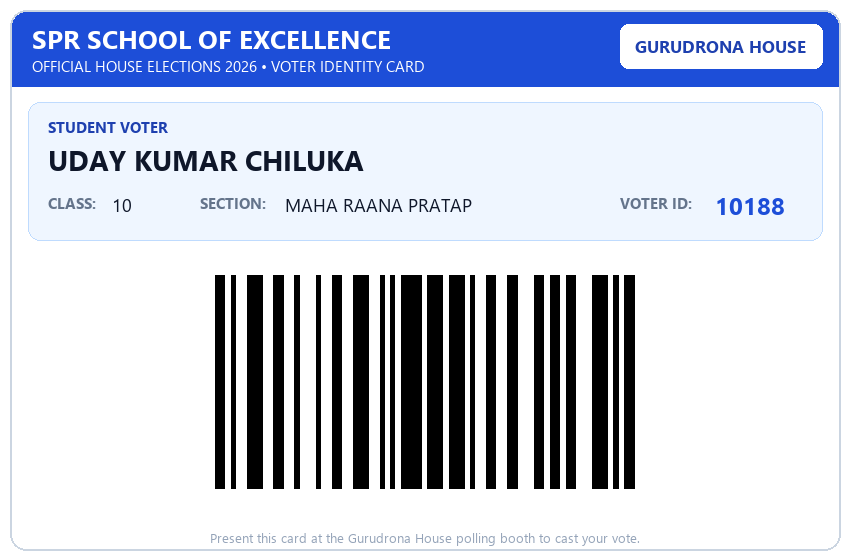 SPR SCHOOL OF EXCELLENCE
OFFICIAL HOUSE ELECTIONS 2026 • VOTER IDENTITY CARD
GURUDRONA HOUSE
STUDENT VOTER
UDAY KUMAR CHILUKA
CLASS: 10 SECTION: MAHA RAANA PRATAP VOTER ID: 10188
Present this card at the Gurudrona House polling booth to cast your vote.